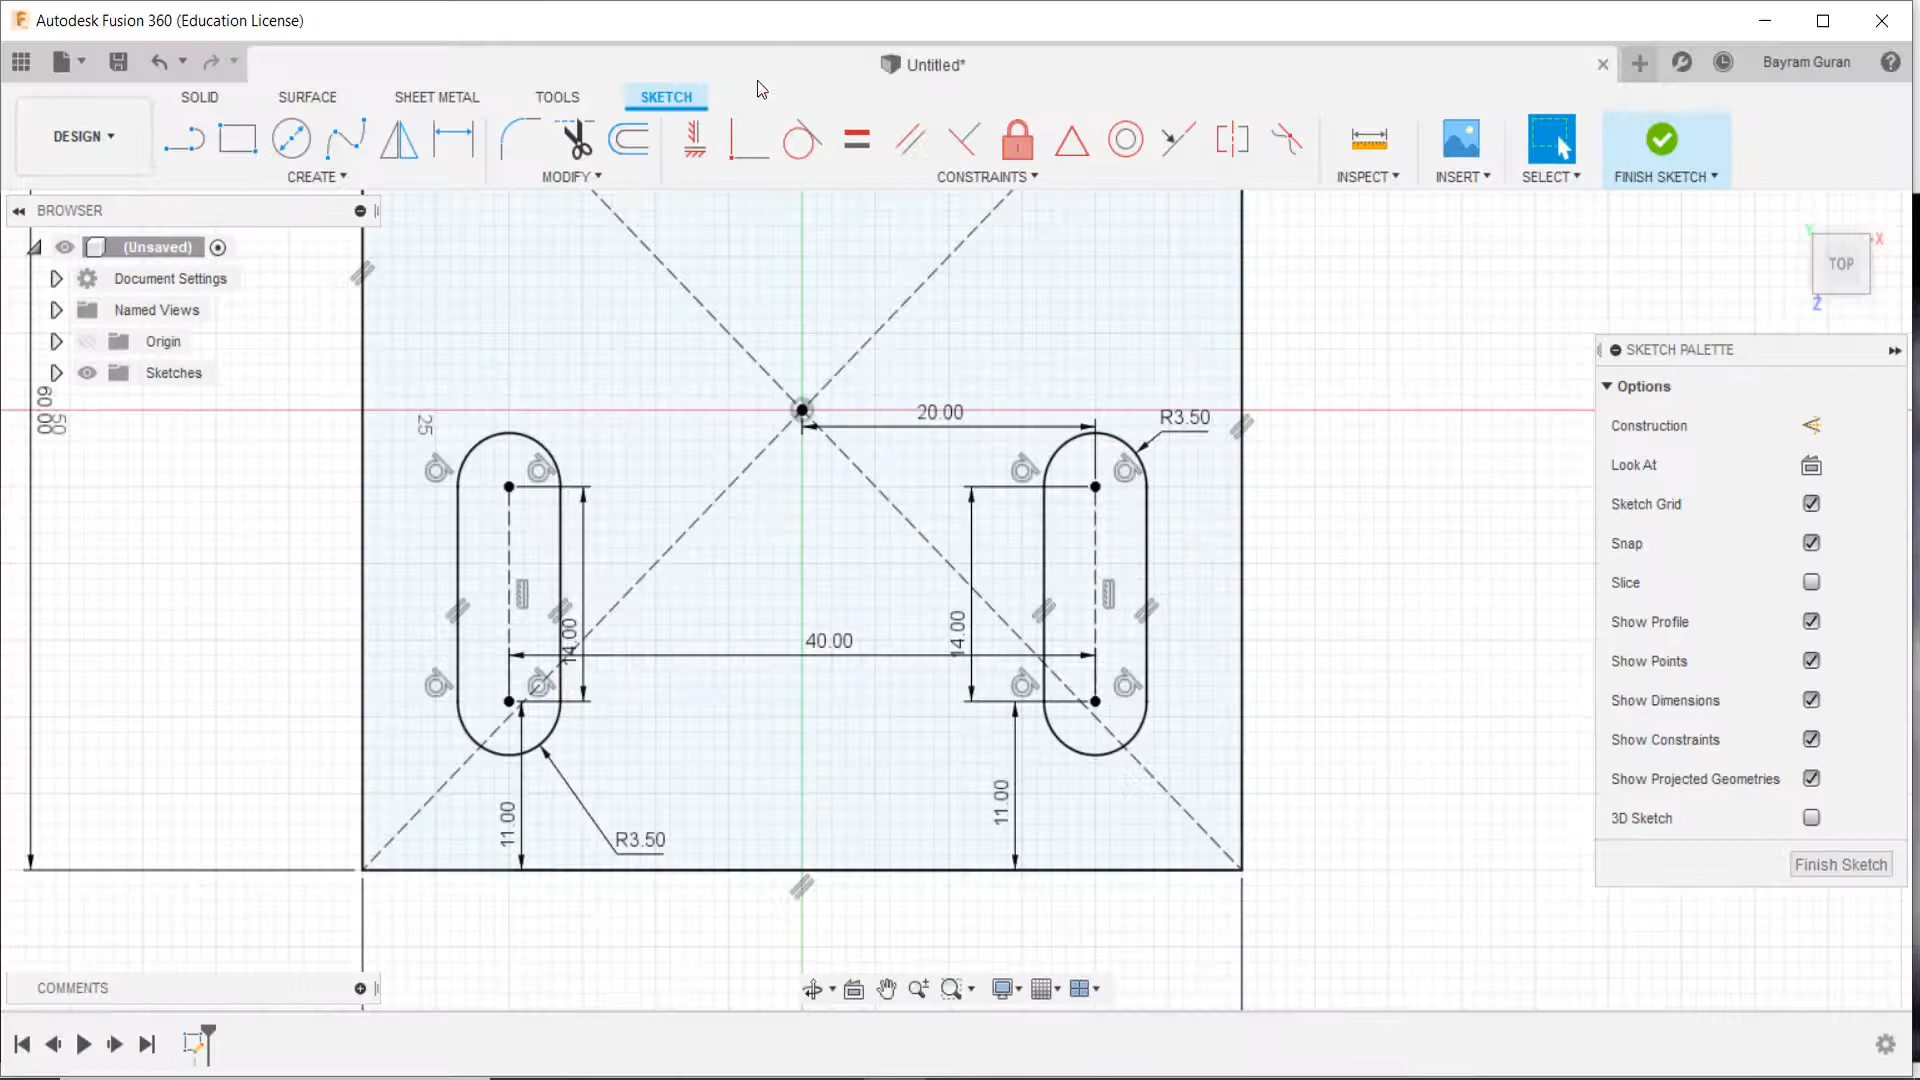 Autodesk Fusion 360 (Education License)
Untitled*
Bayram Guran
SOLID SURFACE SHEET METAL TOOLS SKETCH
DESIGN
CREATE MODIFY CONSTRAINTS INSPECT INSERT SELECT FINISH SKETCH
BROWSER
(Unsaved)
Document Settings
Named Views
Origin
Sketches
60.00
50
25
20.00
R3.50
14.00
40.00
14.00
11.00
R3.50
11.00
Y
X
TOP
Z
SKETCH PALETTE
Options
Construction
Look At
Sketch Grid
Snap
Slice
Show Profile
Show Points
Show Dimensions
Show Constraints
Show Projected Geometries
3D Sketch
Finish Sketch
COMMENTS